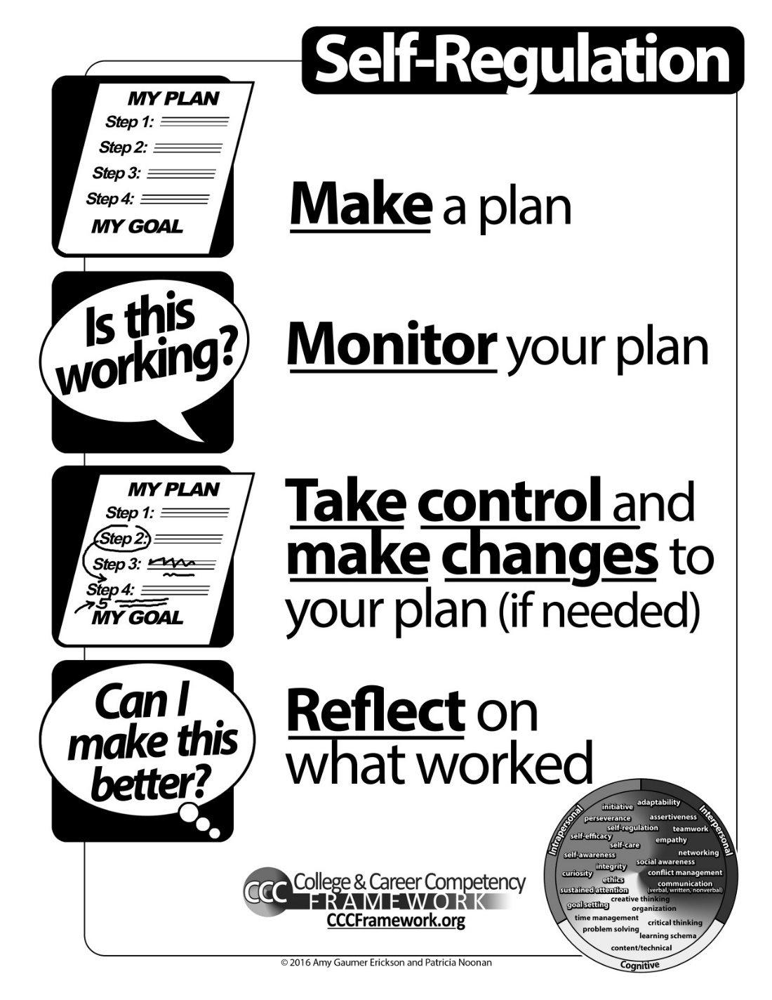 Self-Regulation
MY PLAN
Step 1:
Step 2:
Step 3:
Step 4:
MY GOAL
Make a plan
Is this
working?
Monitor your plan
MY PLAN
Step 1:
Step 2:
Step 3:
Step 4:
5
MY GOAL
Take control and
make changes to
your plan (if needed)
Can I
make this
better?
Reflect on
what worked
CCC College & Career Competency
FRAMEWORK
CCCFramework.org
Intrapersonal
Interpersonal
Cognitive
initiative
adaptability
perseverance
assertiveness
self-regulation
teamwork
self-efficacy
empathy
self-care
networking
self-awareness
social awareness
integrity
conflict management
curiosity
ethics
communication
(verbal, written, nonverbal)
sustained attention
creative thinking
goal setting
organization
time management
critical thinking
problem solving
learning schema
content/technical
© 2016 Amy Gaumer Erickson and Patricia Noonan